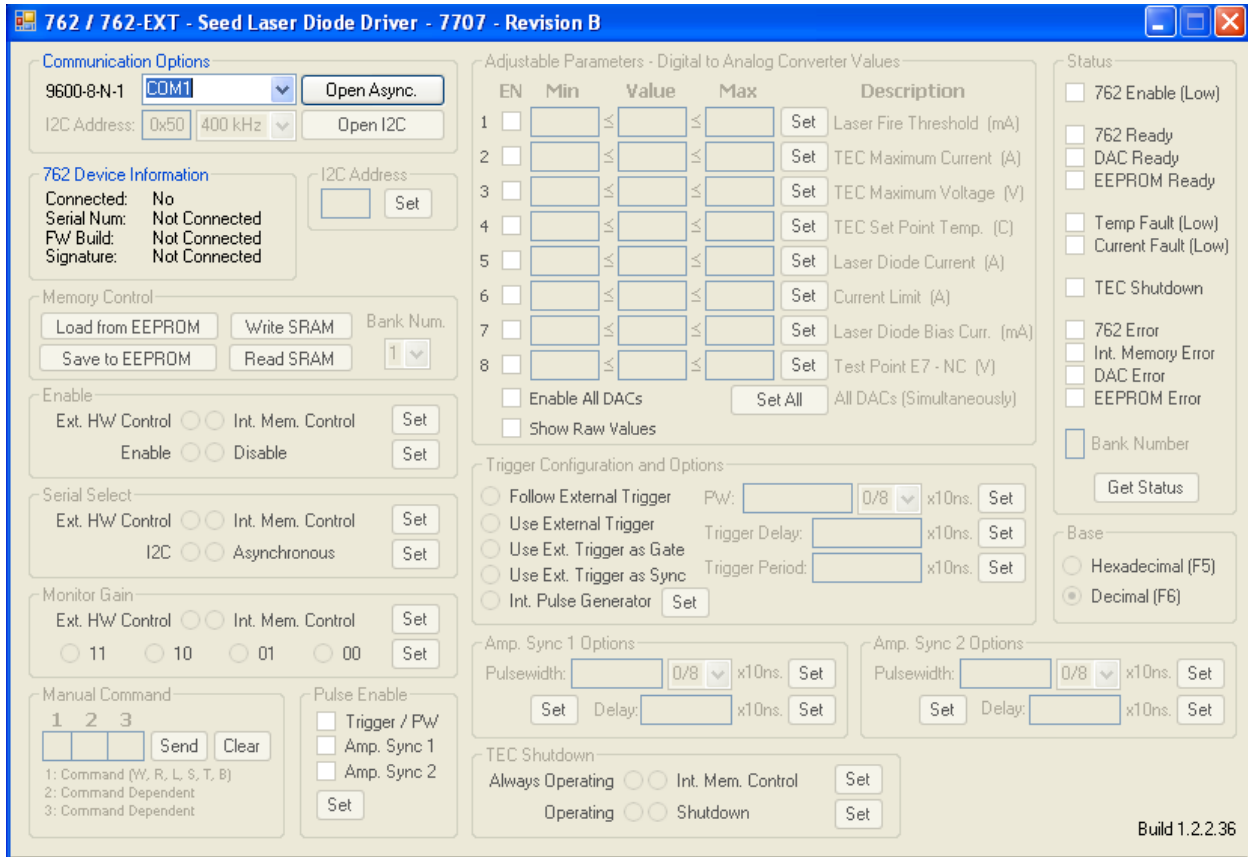 762 / 762-EXT - Seed Laser Diode Driver - 7707 - Revision B
Communication Options
9600-8-N-1 COM1 Open Async.
I2C Address: 0x50 400 kHz Open I2C
762 Device Information
Connected: No
Serial Num: Not Connected
FW Build: Not Connected
Signature: Not Connected
I2C Address
Set
Memory Control
Load from EEPROM Write SRAM Bank Num.
Save to EEPROM Read SRAM 1
Enable
Ext. HW Control Int. Mem. Control Set
Enable Disable Set
Serial Select
Ext. HW Control Int. Mem. Control Set
I2C Asynchronous Set
Monitor Gain
Ext. HW Control Int. Mem. Control Set
11 10 01 00 Set
Manual Command
1 2 3
Send Clear
1: Command (W, R, L, S, T, B)
2: Command Dependent
3: Command Dependent
Pulse Enable
Trigger / PW
Amp. Sync 1
Amp. Sync 2
Set
Adjustable Parameters - Digital to Analog Converter Values
EN Min Value Max Description
1 ≤ ≤ Set Laser Fire Threshold (mA)
2 ≤ ≤ Set TEC Maximum Current (A)
3 ≤ ≤ Set TEC Maximum Voltage (V)
4 ≤ ≤ Set TEC Set Point Temp. (C)
5 ≤ ≤ Set Laser Diode Current (A)
6 ≤ ≤ Set Current Limit (A)
7 ≤ ≤ Set Laser Diode Bias Curr. (mA)
8 ≤ ≤ Set Test Point E7 - NC (V)
Enable All DACs Set All All DACs (Simultaneously)
Show Raw Values
Trigger Configuration and Options
Follow External Trigger PW: 0/8 x10ns. Set
Use External Trigger Trigger Delay: x10ns. Set
Use Ext. Trigger as Gate
Use Ext. Trigger as Sync Trigger Period: x10ns. Set
Int. Pulse Generator Set
Amp. Sync 1 Options
Pulsewidth: 0/8 x10ns. Set
Set Delay: x10ns. Set
Amp. Sync 2 Options
Pulsewidth: 0/8 x10ns. Set
Set Delay: x10ns. Set
TEC Shutdown
Always Operating Int. Mem. Control Set
Operating Shutdown Set
Status
762 Enable (Low)
762 Ready
DAC Ready
EEPROM Ready
Temp Fault (Low)
Current Fault (Low)
TEC Shutdown
762 Error
Int. Memory Error
DAC Error
EEPROM Error
Bank Number
Get Status
Base
Hexadecimal (F5)
Decimal (F6)
Build 1.2.2.36